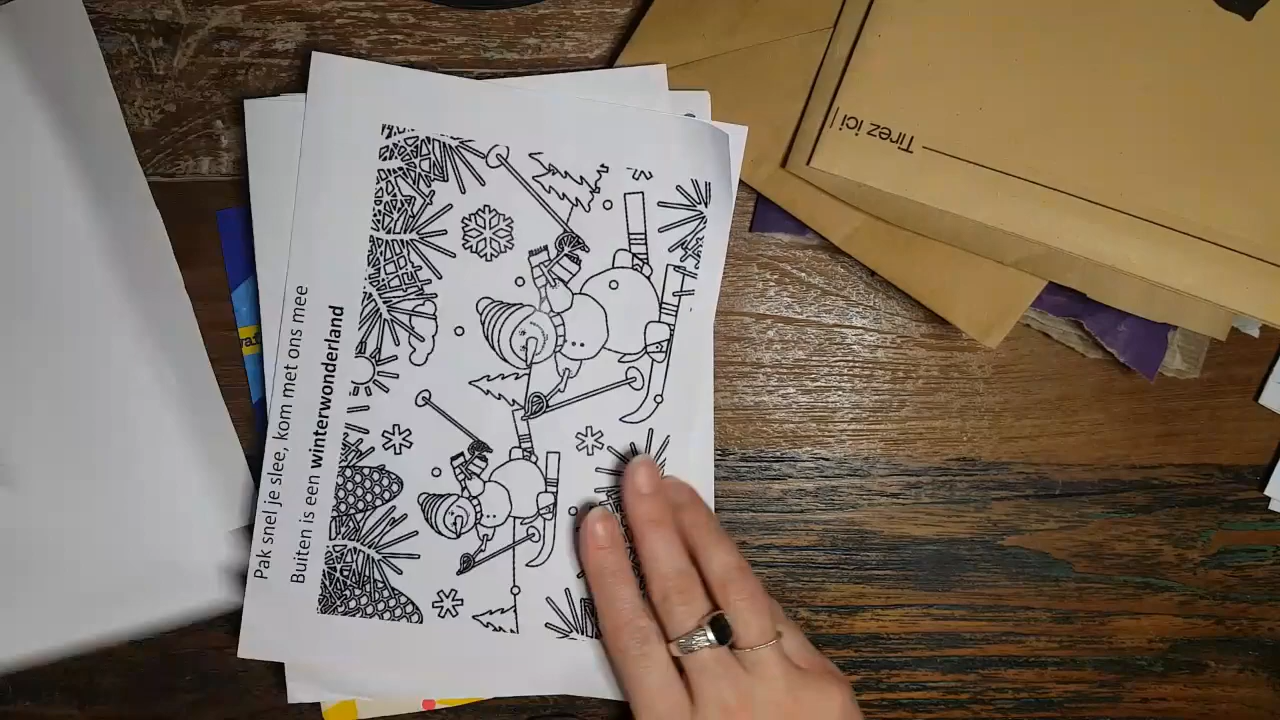 Pak snel je slee, kom met ons mee
Buiten is een winterwonderland
Tirez ici